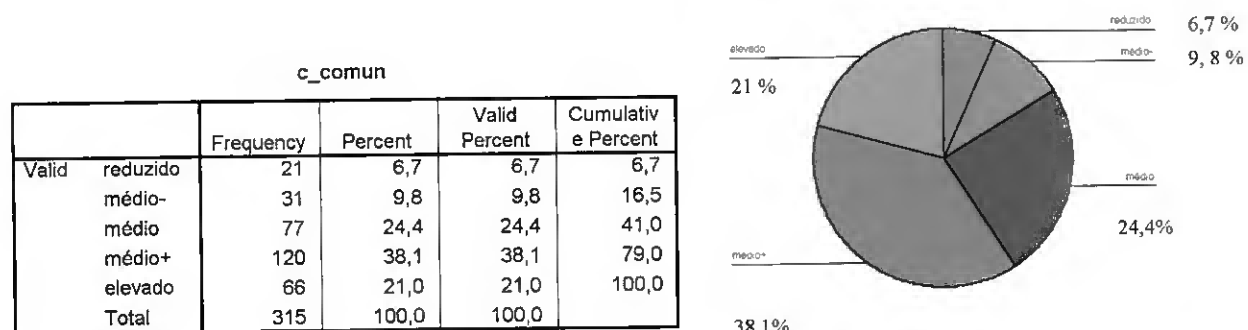 c_comun
Frequency Percent Valid Percent Cumulativ e Percent
Valid reduzido 21 6,7 6,7 6,7
médio- 31 9,8 9,8 16,5
médio 77 24,4 24,4 41,0
médio+ 120 38,1 38,1 79,0
elevado 66 21,0 21,0 100,0
Total 315 100,0 100,0
reduzido 6,7 %
médio- 9, 8 %
elevado
21 %
médio
24,4%
médio+
38,1%